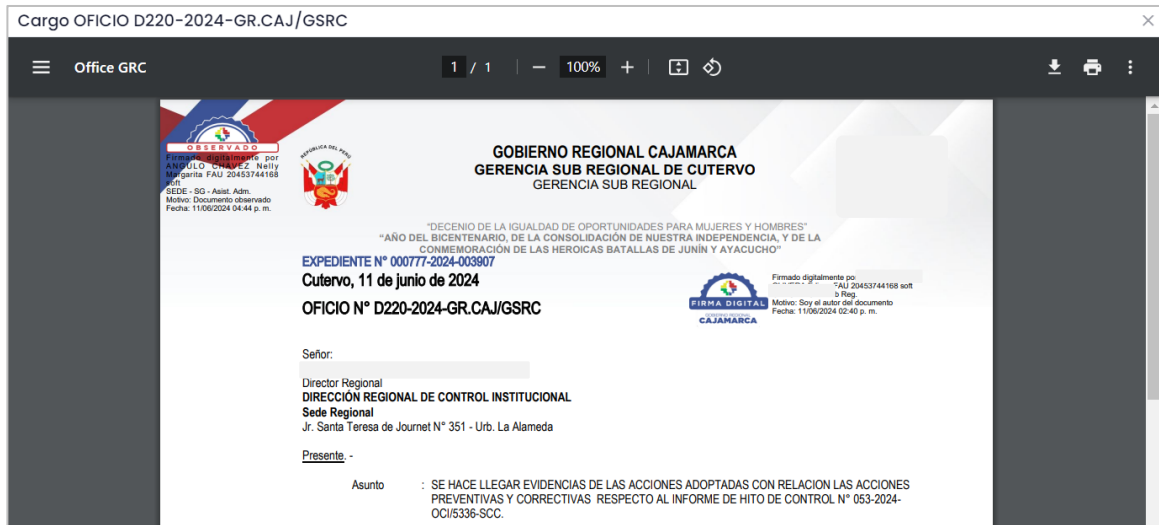 Cargo OFICIO D220-2024-GR.CAJ/GSRC
Office GRC
1 / 1
100%
OBSERVADO
Firmado digitalmente por
ANGULO CHAVEZ Nelly
Margarita FAU 20453744168
soft
SEDE - SG - Asist. Adm.
Motivo: Documento observado
Fecha: 11/06/2024 04:44 p. m.
REPÚBLICA DEL PERÚ
GOBIERNO REGIONAL CAJAMARCA
GERENCIA SUB REGIONAL DE CUTERVO
GERENCIA SUB REGIONAL
"DECENIO DE LA IGUALDAD DE OPORTUNIDADES PARA MUJERES Y HOMBRES"
"AÑO DEL BICENTENARIO, DE LA CONSOLIDACIÓN DE NUESTRA INDEPENDENCIA, Y DE LA
CONMEMORACIÓN DE LAS HEROICAS BATALLAS DE JUNÍN Y AYACUCHO"
EXPEDIENTE N° 000777-2024-003907
Cutervo, 11 de junio de 2024
OFICIO N° D220-2024-GR.CAJ/GSRC
FIRMA DIGITAL
GOBIERNO REGIONAL
CAJAMARCA
Firmado digitalmente po
FAU 20453744168 soft
b Reg.
Motivo: Soy el autor del documento
Fecha: 11/06/2024 02:40 p. m.
Señor:
Director Regional
DIRECCIÓN REGIONAL DE CONTROL INSTITUCIONAL
Sede Regional
Jr. Santa Teresa de Journet N° 351 - Urb. La Alameda
Presente. -
Asunto : SE HACE LLEGAR EVIDENCIAS DE LAS ACCIONES ADOPTADAS CON RELACION LAS ACCIONES
PREVENTIVAS Y CORRECTIVAS RESPECTO AL INFORME DE HITO DE CONTROL N° 053-2024-
OCI/5336-SCC.